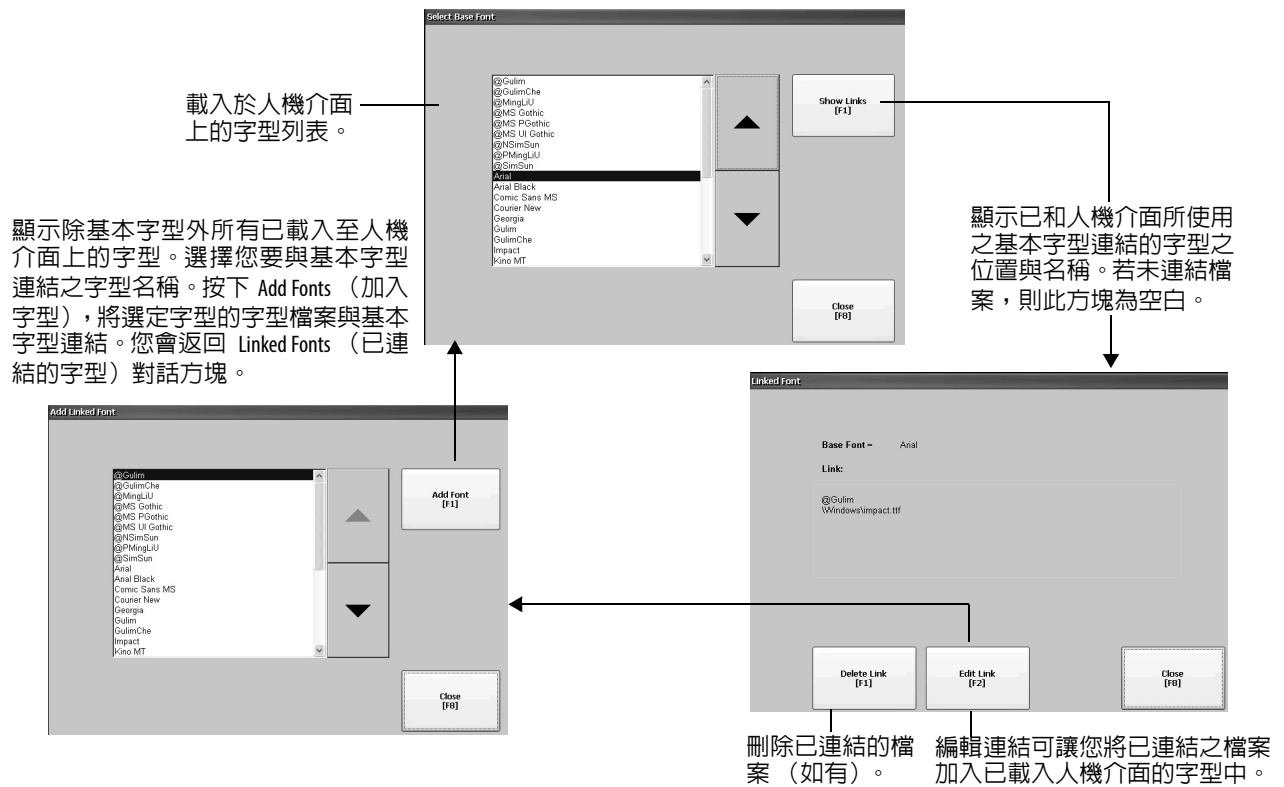 Select Base Font
@Gulim
@GulimChe
@MingLiU
@MS Gothic
@MS PGothic
@MS UI Gothic
@NSimSun
@PMingLiU
@SimSun
Arial
Arial Black
Comic Sans MS
Courier New
Georgia
Gulim
GulimChe
Impact
Kino MT
Show Links
[F1]
Close
[F8]
載入於人機介面
上的字型列表。
顯示除基本字型外所有已載入至人機
介面上的字型。選擇您要與基本字型
連結之字型名稱。按下 Add Fonts （加入
字型），將選定字型的字型檔案與基本
字型連結。您會返回 Linked Fonts （已連
結的字型）對話方塊。
顯示已和人機介面所使用
之基本字型連結的字型之
位置與名稱。若未連結檔
案，則此方塊為空白。
Add Linked Font
@Gulim
@GulimChe
@MingLiU
@MS Gothic
@MS PGothic
@MS UI Gothic
@NSimSun
@PMingLiU
@SimSun
Arial
Arial Black
Comic Sans MS
Courier New
Georgia
Gulim
GulimChe
Impact
Kino MT
Add Font
[F1]
Close
[F8]
Linked Font
Base Font – Arial
Link:
@Gulim
\Windows\impact.ttf
Delete Link
[F1]
Edit Link
[F2]
Close
[F8]
刪除已連結的檔
案 （如有）。
編輯連結可讓您將已連結之檔案
加入已載入人機介面的字型中。